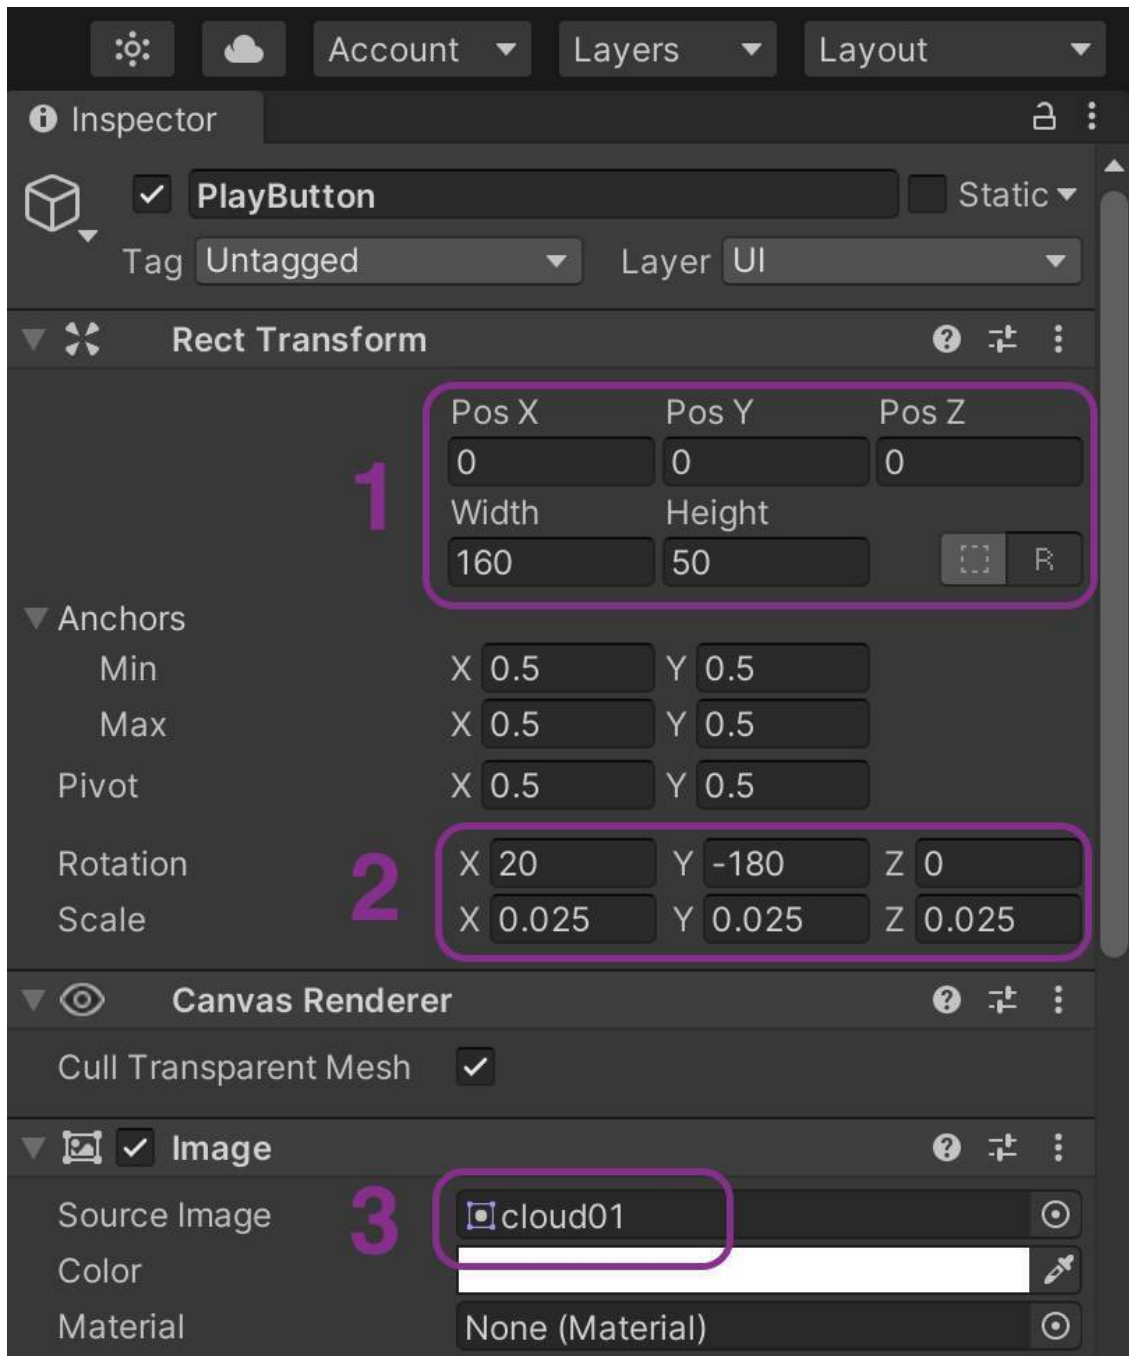 Account Layers Layout
Inspector
PlayButton Static
Tag Untagged Layer UI
Rect Transform
Pos X Pos Y Pos Z
0 0 0
1
Width Height
160 50 R
Anchors
Min X 0.5 Y 0.5
Max X 0.5 Y 0.5
Pivot X 0.5 Y 0.5
Rotation X 20 Y -180 Z 0
2
Scale X 0.025 Y 0.025 Z 0.025
Canvas Renderer
Cull Transparent Mesh
Image
Source Image 3 cloud01
Color
Material None (Material)